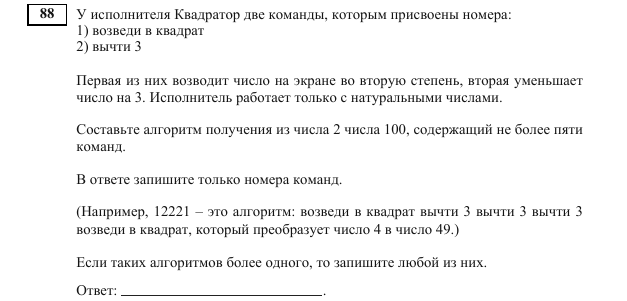 88
У исполнителя Квадратор две команды, которым присвоены номера:
1) возведи в квадрат
2) вычти 3
Первая из них возводит число на экране во вторую степень, вторая уменьшает
число на 3. Исполнитель работает только с натуральными числами.
Составьте алгоритм получения из числа 2 числа 100, содержащий не более пяти
команд.
В ответе запишите только номера команд.
(Например, 12221 – это алгоритм: возведи в квадрат вычти 3 вычти 3 вычти 3
возведи в квадрат, который преобразует число 4 в число 49.)
Если таких алгоритмов более одного, то запишите любой из них.
Ответ: ______________________________.